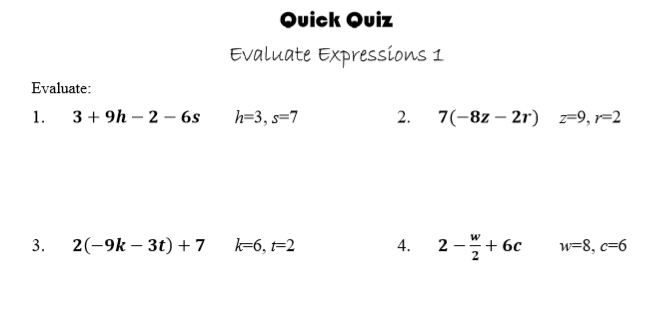 Quick Quiz
Evaluate Expressions 1
Evaluate:
1. 3 + 9h − 2 − 6s h=3, s=7 2. 7(−8z − 2r) z=9, r=2
3. 2(−9k − 3t) + 7 k=6, t=2 4. 2 − w/2 + 6c w=8, c=6